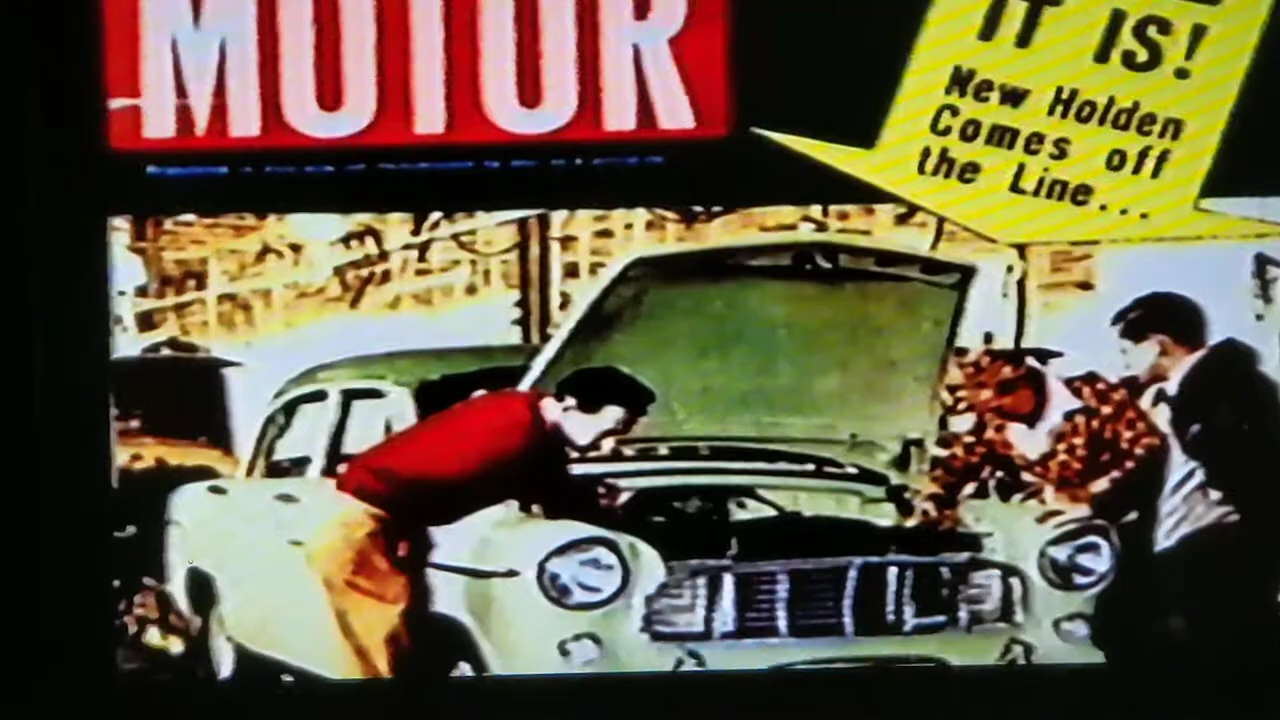 MOTOR
IT IS!
New Holden
Comes off
the Line...